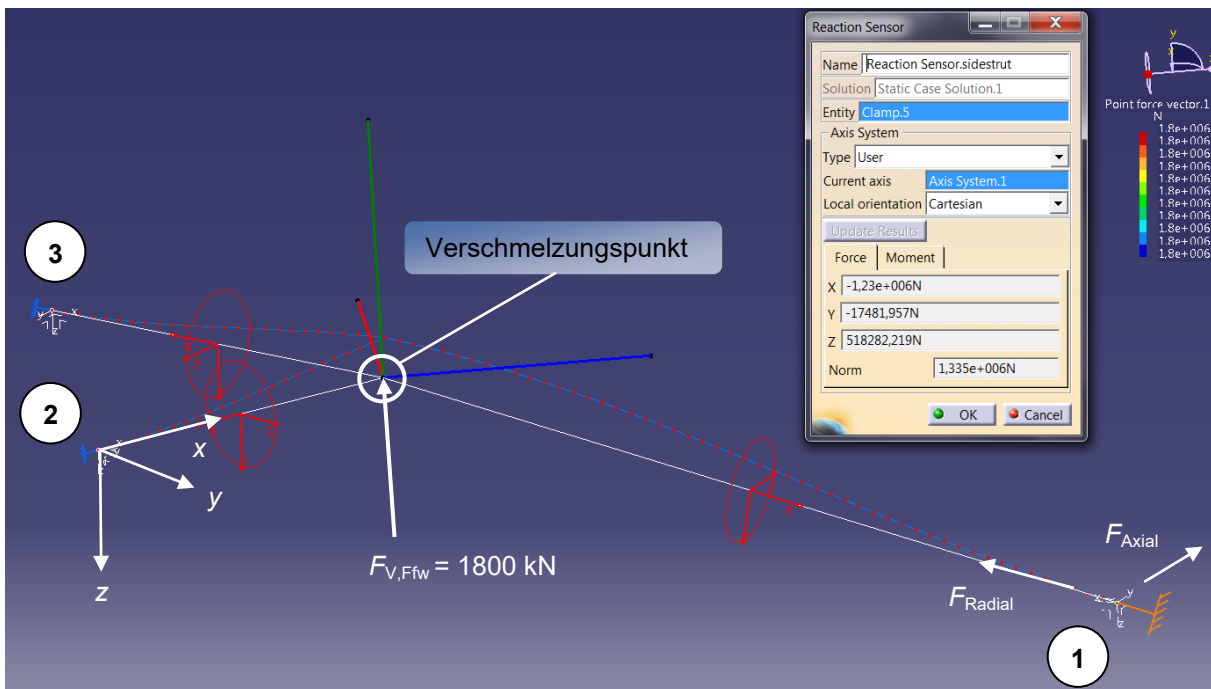 Reaction Sensor
Name Reaction Sensor.sidestrut
Solution Static Case Solution.1
Entity Clamp.5
Axis System
Type User
Current axis Axis System.1
Local orientation Cartesian
Update Results
Force Moment
X -1,23e+006N
Y -17481,957N
Z 518282,219N
Norm 1,335e+006N
OK Cancel
y
x
Point force vector.1
N
1.8e+006
1.8e+006
1.8e+006
1.8e+006
1.8e+006
1.8e+006
1.8e+006
1.8e+006
1.8e+006
1.8e+006
1,8e+006
Verschmelzungspunkt
3
y x
z
z
2
x
y
z
F_V,Ffw = 1800 kN
x
F_Axial
F_Radial
x y
z
1